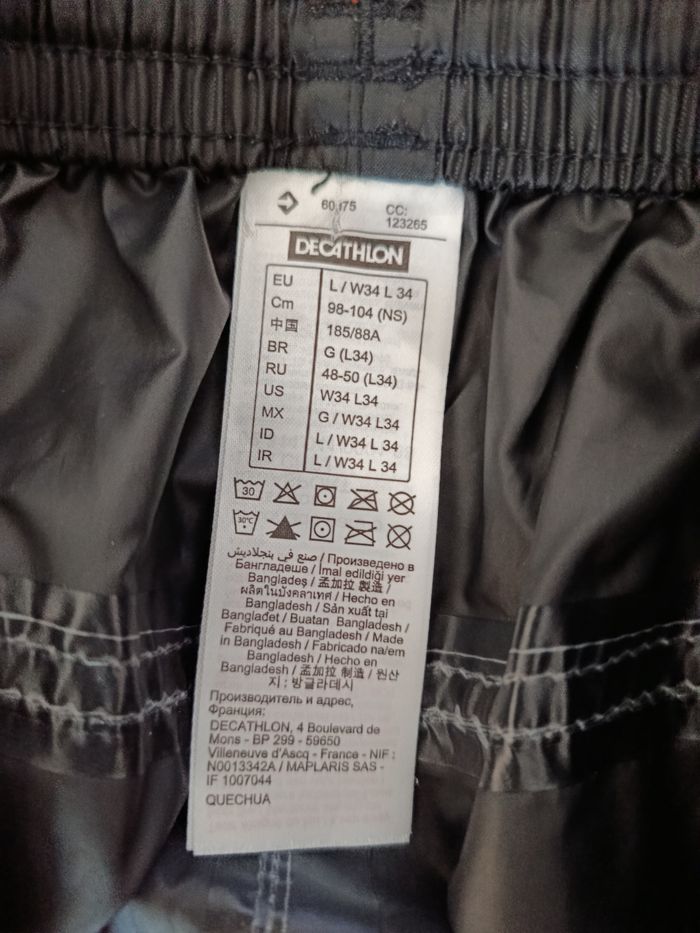 CC:
123265
DECATHLON
EU L / W34 L 34
Cm 98-104 (NS)
中国 185/88A
BR G (L34)
RU 48-50 (L34)
US W34 L34
MX G / W34 L34
ID L / W34 L 34
IR L / W34 L 34
30
30°C
صنع في بنجلاديش / Произведено в
Бангладеше / İmal edildiği yer
Bangladeş / 孟加拉 製造 /
ผลิตในบังคลาเทศ / Hecho en
Bangladesh / Sản xuất tại
Bangladet / Buatan Bangladesh /
Fabriqué au Bangladesh / Made
in Bangladesh / Fabricado na/em
Bangladesh / Hecho en
Bangladesh / 孟加拉 制造 / 원산
지 : 방글라데시
Производитель и адрес,
Франция:
DECATHLON, 4 Boulevard de
Mons - BP 299 - 59650
Villeneuve d'Ascq - France - NIF :
N0013342A / MAPLARIS SAS -
IF 1007044
QUECHUA